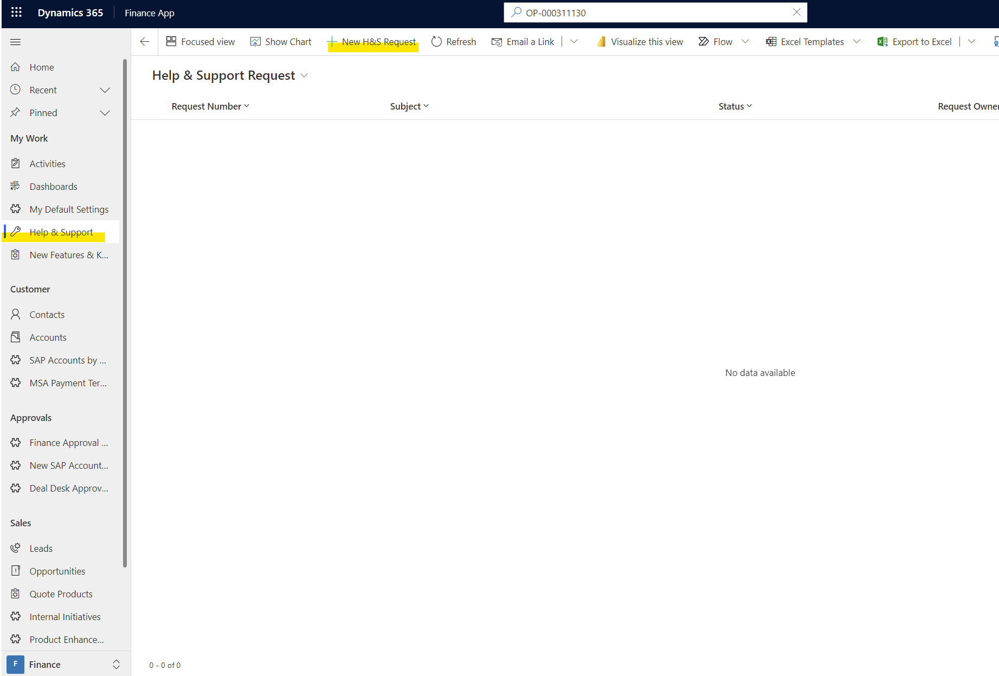 Dynamics 365
Finance App
OP-000311130
Focused view
Show Chart
New H&S Request
Refresh
Email a Link
Visualize this view
Flow
Excel Templates
Export to Excel
Home
Recent
Pinned
My Work
Activities
Dashboards
My Default Settings
Help & Support
New Features & K...
Customer
Contacts
Accounts
SAP Accounts by ...
MSA Payment Ter...
Approvals
Finance Approval ...
New SAP Account...
Deal Desk Approv...
Sales
Leads
Opportunities
Quote Products
Internal Initiatives
Product Enhance...
F Finance
Help & Support Request
Request Number
Subject
Status
Request Owner
No data available
0 - 0 of 0